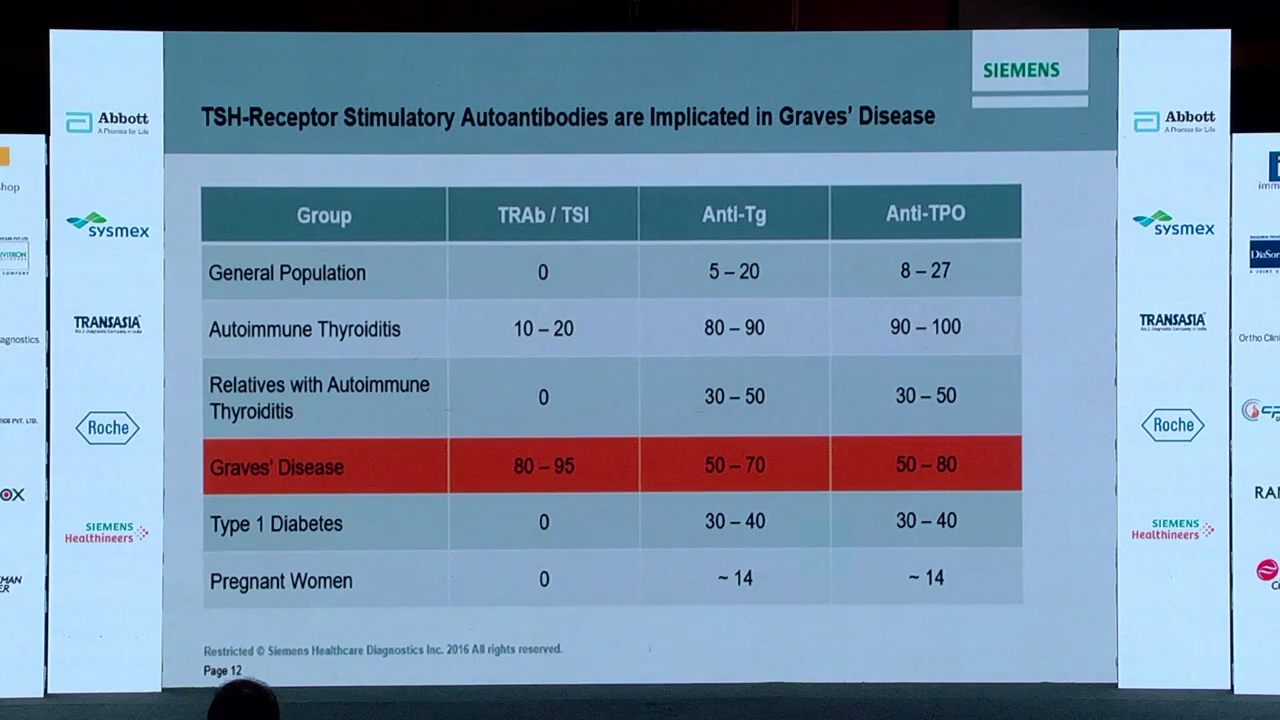 SIEMENS
TSH-Receptor Stimulatory Autoantibodies are Implicated in Graves' Disease
Group TRAb / TSI Anti-Tg Anti-TPO
General Population 0 5 – 20 8 – 27
Autoimmune Thyroiditis 10 – 20 80 – 90 90 – 100
Relatives with Autoimmune
Thyroiditis 0 30 – 50 30 – 50
Graves' Disease 80 – 95 50 – 70 50 – 80
Type 1 Diabetes 0 30 – 40 30 – 40
Pregnant Women 0 ~ 14 ~ 14
Restricted © Siemens Healthcare Diagnostics Inc. 2016 All rights reserved.
Page 12
Abbott
A Promise for Life
sysmex
TRANSASIA
Roche
SIEMENS
Healthineers
Abbott
A Promise for Life
sysmex
TRANSASIA
Roche
SIEMENS
Healthineers